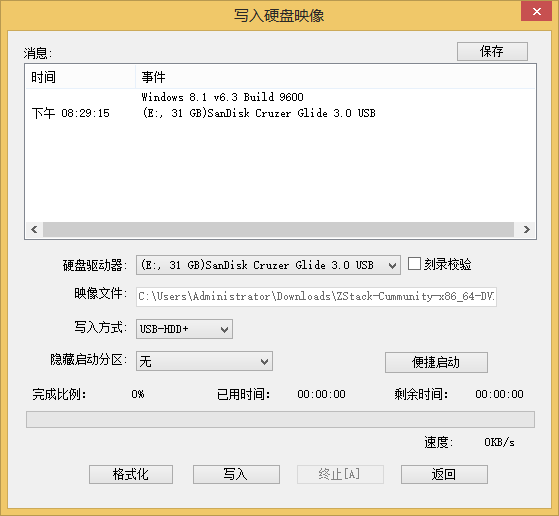 写入硬盘映像
消息:
保存
时间 事件
Windows 8.1 v6.3 Build 9600
下午 08:29:15 (E:, 31 GB)SanDisk Cruzer Glide 3.0 USB
硬盘驱动器: (E:, 31 GB)SanDisk Cruzer Glide 3.0 USB 刻录校验
映像文件: C:\Users\Administrator\Downloads\ZStack-Cummunity-x86_64-DV
写入方式: USB-HDD+
隐藏启动分区: 无 便捷启动
完成比例: 0% 已用时间: 00:00:00 剩余时间: 00:00:00
速度: 0KB/s
格式化 写入 终止[A] 返回